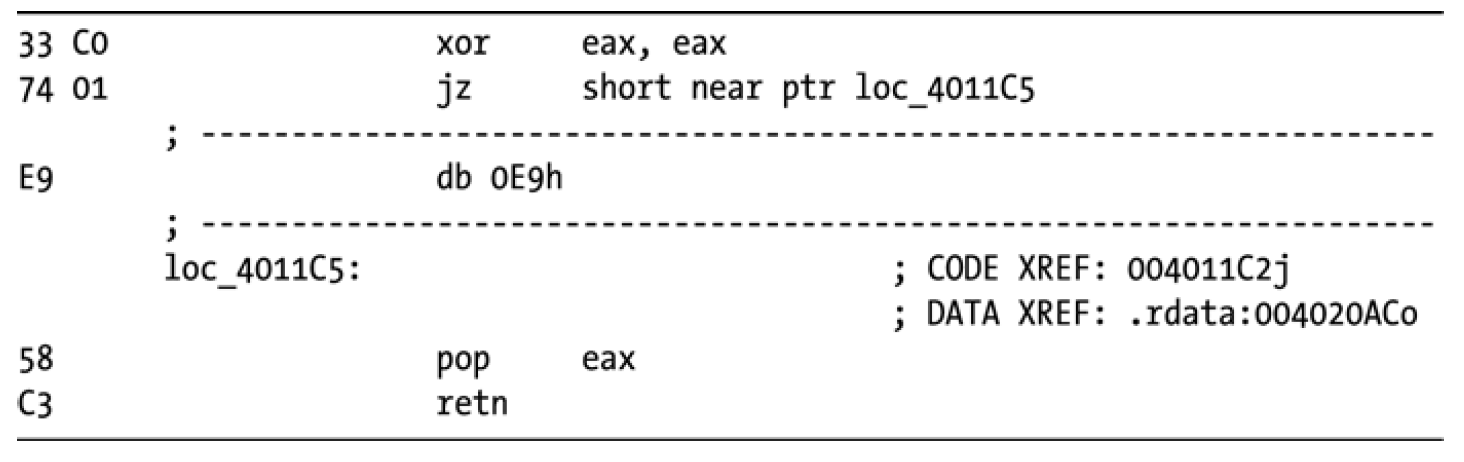 33 C0 xor eax, eax
74 01 jz short near ptr loc_4011C5
; --------------------------------------------------------------------
E9 db 0E9h
; --------------------------------------------------------------------
loc_4011C5: ; CODE XREF: 004011C2j
; DATA XREF: .rdata:004020ACo
58 pop eax
C3 retn